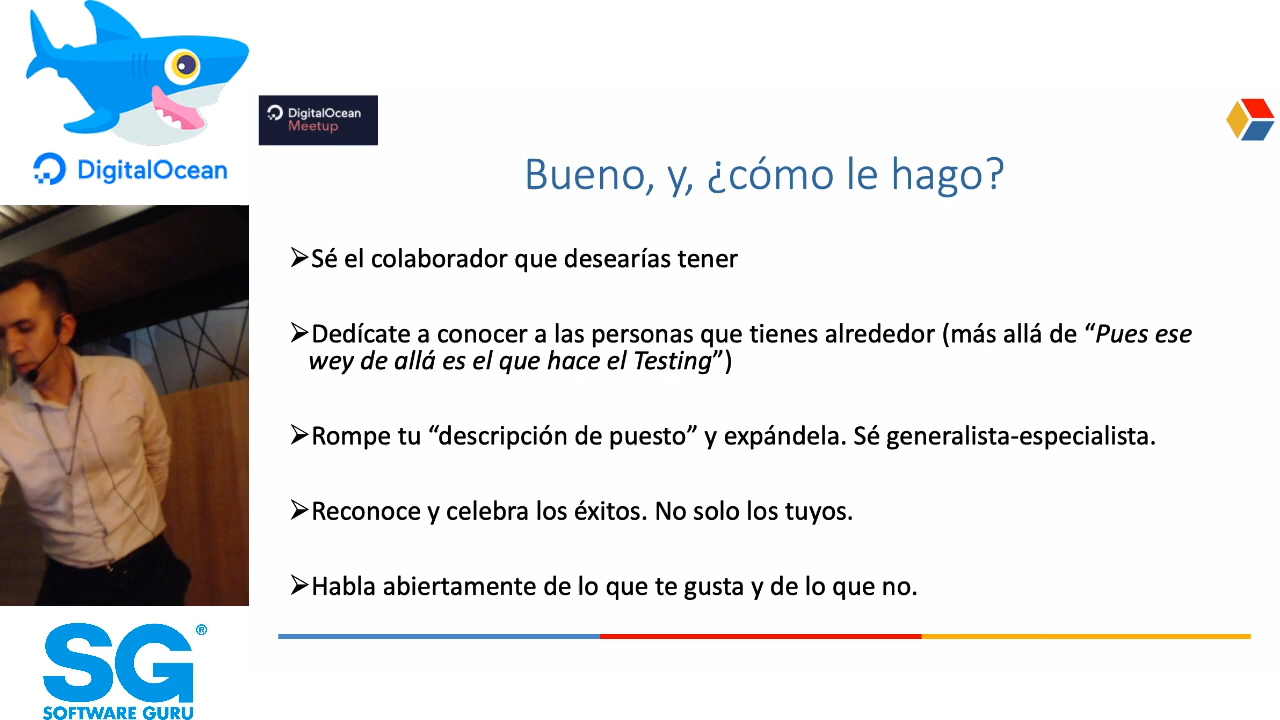 DigitalOcean
DigitalOcean
Meetup
Bueno, y, ¿cómo le hago?
➢Sé el colaborador que desearías tener
➢Dedícate a conocer a las personas que tienes alrededor (más allá de “Pues ese
wey de allá es el que hace el Testing”)
➢Rompe tu “descripción de puesto” y expándela. Sé generalista-especialista.
➢Reconoce y celebra los éxitos. No solo los tuyos.
➢Habla abiertamente de lo que te gusta y de lo que no.
SG®
SOFTWARE GURU